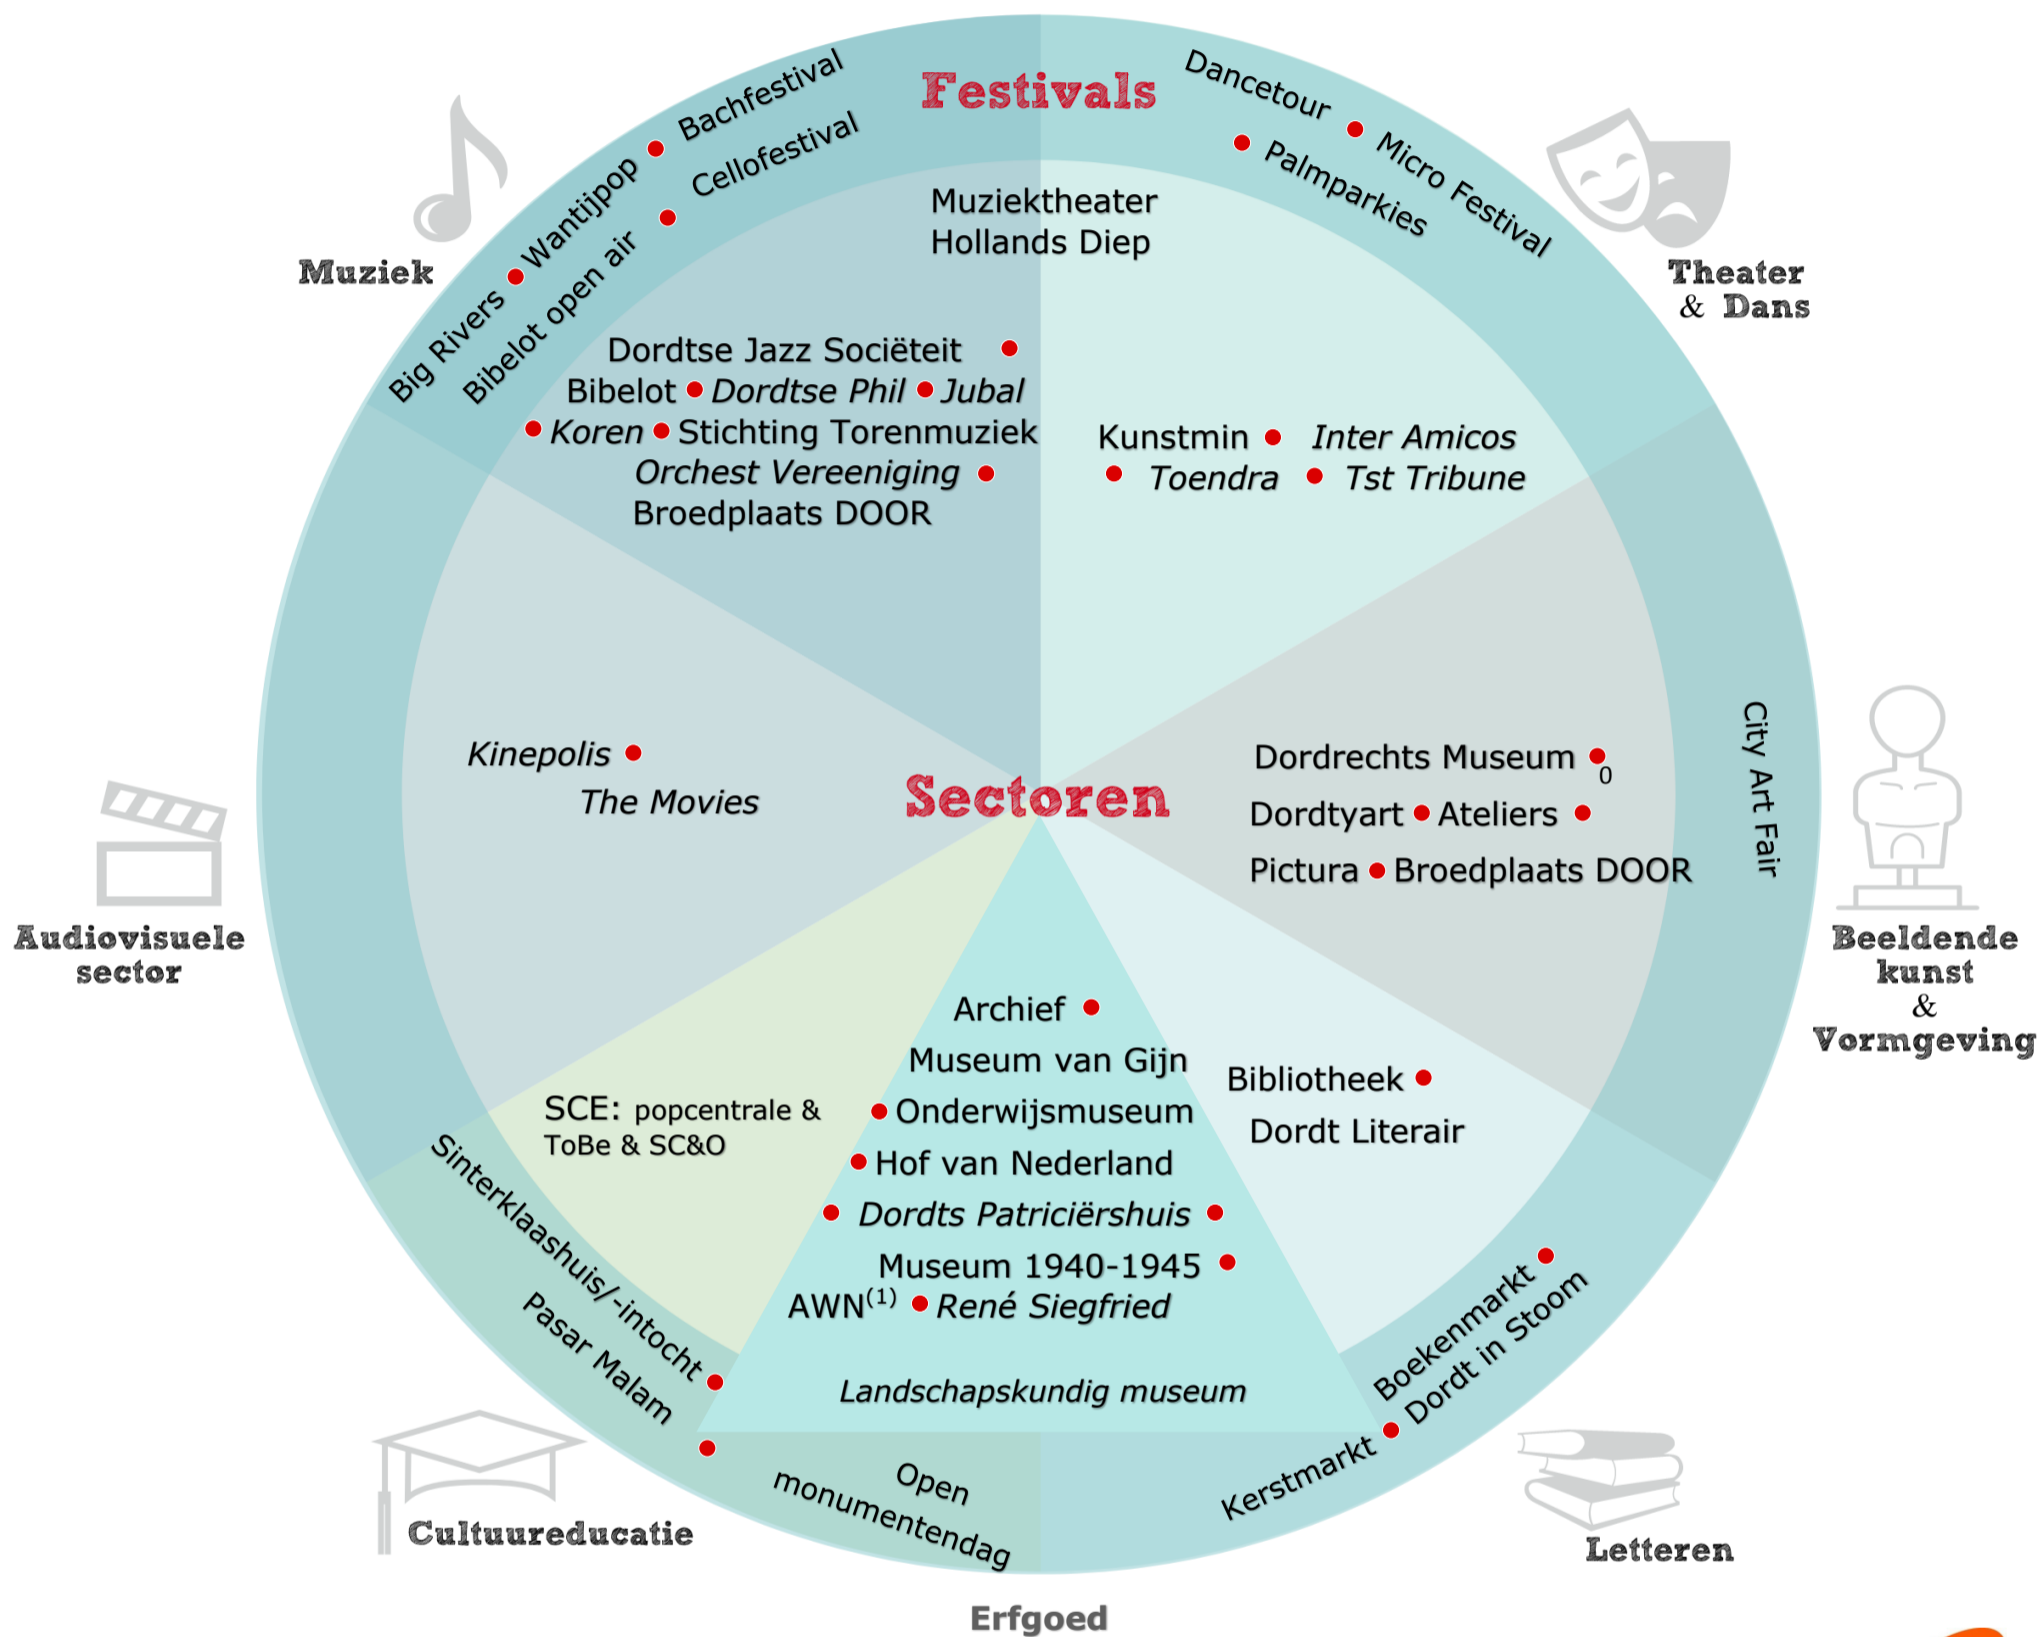 Festivals
Bachfestival
Cellofestival
Wantijpop
Bibelot open air
Big Rivers
Dancetour
Micro Festival
Palmparkies
Muziek
Theater
& Dans
Muziektheater
Hollands Diep
Dordtse Jazz Sociëteit
Bibelot Dordtse Phil Jubal
Koren Stichting Torenmuziek
Orchest Vereeniging
Broedplaats DOOR
Kunstmin Inter Amicos
Toendra Tst Tribune
Kinepolis
The Movies
Sectoren
Dordrechts Museum
0
Dordtyart Ateliers
Pictura Broedplaats DOOR
City Art Fair
Audiovisuele
sector
Beeldende
kunst
&
Vormgeving
Archief
Museum van Gijn
Onderwijsmuseum
Hof van Nederland
Dordts Patriciërshuis
Museum 1940-1945
AWN(1) René Siegfried
Landschapskundig museum
Bibliotheek
Dordt Literair
SCE: popcentrale &
ToBe & SC&O
Sinterklaashuis/-intocht
Pasar Malam
Open
monumentendag
Boekenmarkt
Dordt in Stoom
Kerstmarkt
Cultuureducatie
Letteren
Erfgoed